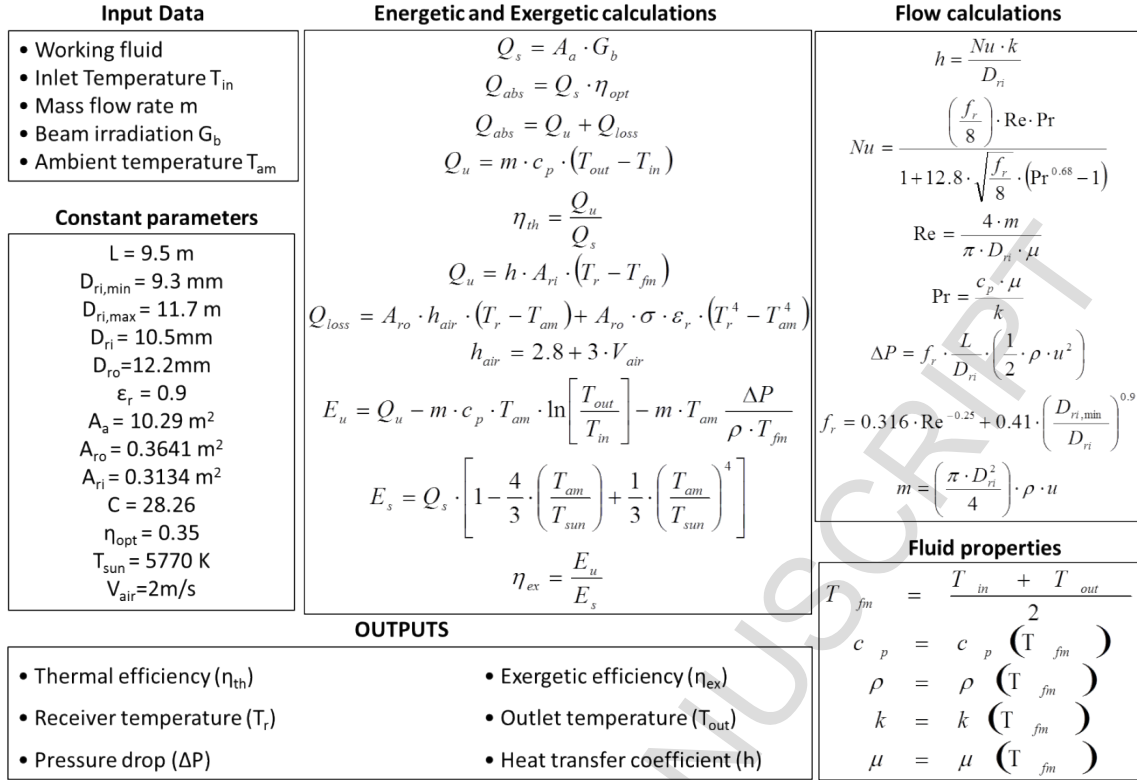 Input Data
• Working fluid
• Inlet Temperature T_in
• Mass flow rate m
• Beam irradiation G_b
• Ambient temperature T_am
Constant parameters
L = 9.5 m
D_ri,min = 9.3 mm
D_ri,max = 11.7 m
D_ri = 10.5mm
D_ro=12.2mm
ε_r = 0.9
A_a = 10.29 m²
A_ro = 0.3641 m²
A_ri = 0.3134 m²
C = 28.26
η_opt = 0.35
T_sun = 5770 K
V_air=2m/s
Energetic and Exergetic calculations
Q_s = A_a · G_b
Q_abs = Q_s · η_opt
Q_abs = Q_u + Q_loss
Q_u = m · c_p · (T_out − T_in)
η_th = Q_u / Q_s
Q_u = h · A_ri · (T_r − T_fm)
Q_loss = A_ro · h_air · (T_r − T_am) + A_ro · σ · ε_r · (T_r^4 − T_am^4)
h_air = 2.8 + 3 · V_air
E_u = Q_u − m · c_p · T_am · ln[T_out / T_in] − m · T_am ΔP / (ρ · T_fm)
E_s = Q_s · [1 − 4/3 · (T_am / T_sun) + 1/3 · (T_am / T_sun)^4]
η_ex = E_u / E_s
Flow calculations
h = Nu · k / D_ri
Nu = (f_r / 8) · Re · Pr / (1 + 12.8 · √(f_r / 8) · (Pr^0.68 − 1))
Re = 4 · m / (π · D_ri · μ)
Pr = c_p · μ / k
ΔP = f_r · L / D_ri · (1/2 · ρ · u²)
f_r = 0.316 · Re^−0.25 + 0.41 · (D_ri,min / D_ri)^0.9
m = (π · D_ri² / 4) · ρ · u
Fluid properties
T_fm = (T_in + T_out) / 2
c_p = c_p (T_fm)
ρ = ρ (T_fm)
k = k (T_fm)
μ = μ (T_fm)
OUTPUTS
• Thermal efficiency (η_th)
• Receiver temperature (T_r)
• Pressure drop (ΔP)
• Exergetic efficiency (η_ex)
• Outlet temperature (T_out)
• Heat transfer coefficient (h)
NUSCRIPT